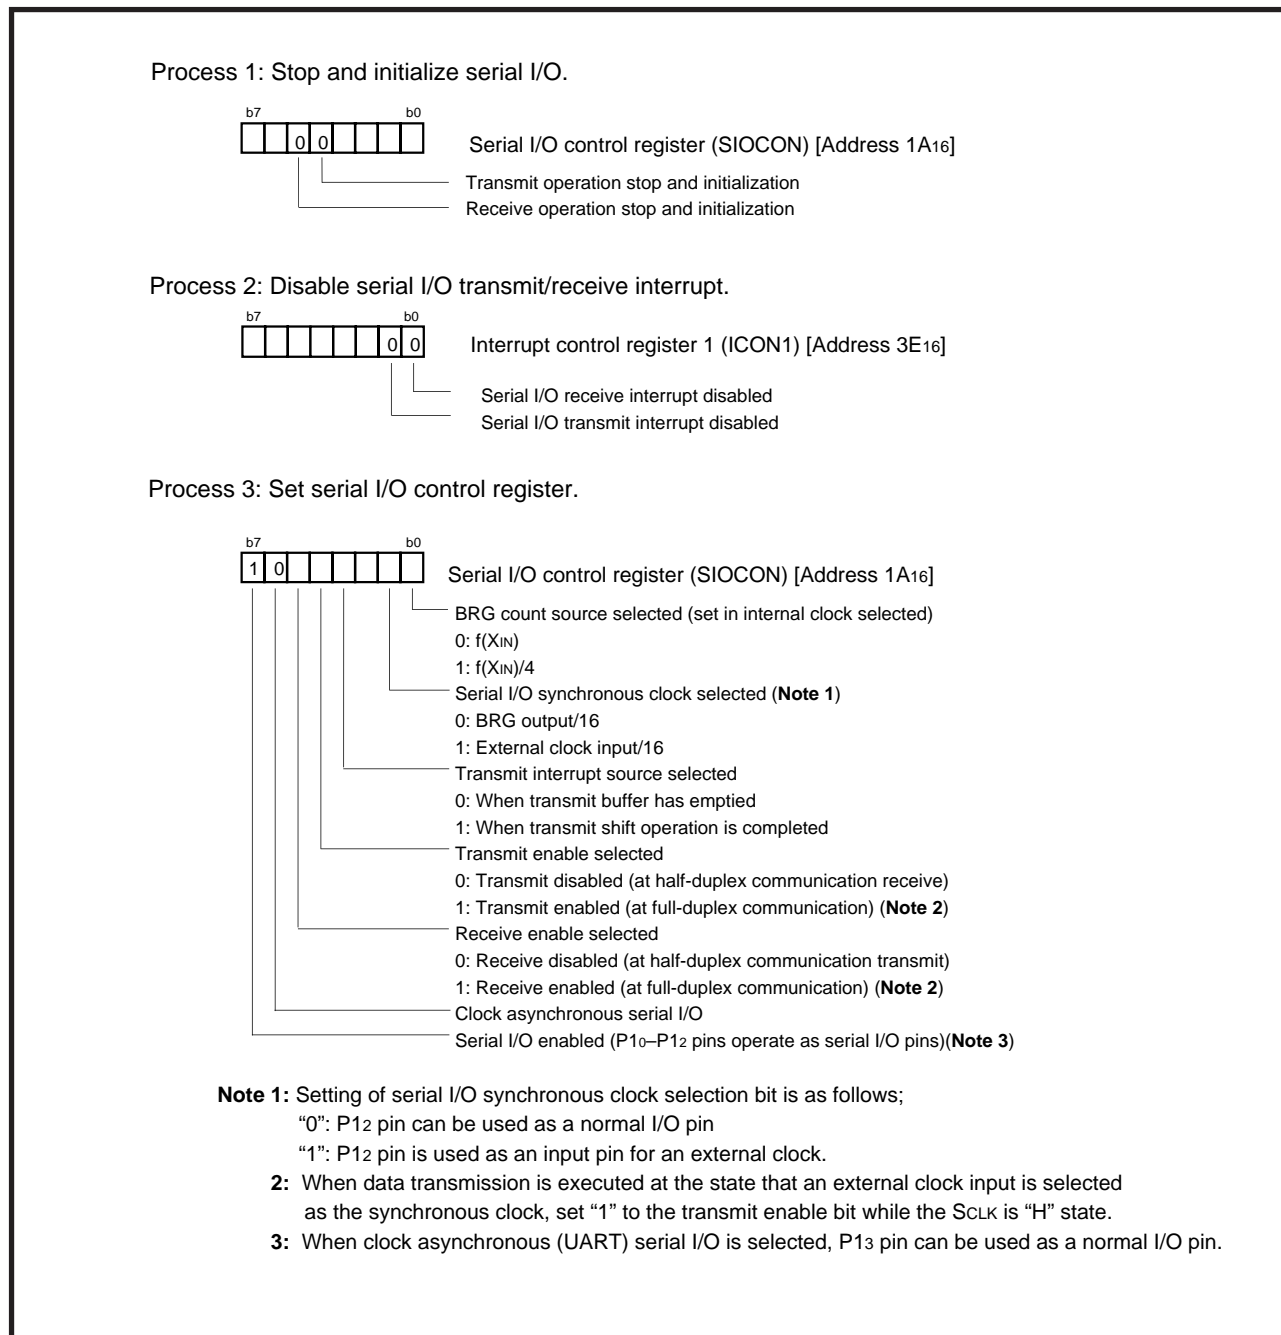 Process 1: Stop and initialize serial I/O.
b7 b0
0 0
Serial I/O control register (SIOCON) [Address 1A16]
Transmit operation stop and initialization
Receive operation stop and initialization
Process 2: Disable serial I/O transmit/receive interrupt.
b7 b0
0 0
Interrupt control register 1 (ICON1) [Address 3E16]
Serial I/O receive interrupt disabled
Serial I/O transmit interrupt disabled
Process 3: Set serial I/O control register.
b7 b0
1 0
Serial I/O control register (SIOCON) [Address 1A16]
BRG count source selected (set in internal clock selected)
0: f(XIN)
1: f(XIN)/4
Serial I/O synchronous clock selected (Note 1)
0: BRG output/16
1: External clock input/16
Transmit interrupt source selected
0: When transmit buffer has emptied
1: When transmit shift operation is completed
Transmit enable selected
0: Transmit disabled (at half-duplex communication receive)
1: Transmit enabled (at full-duplex communication) (Note 2)
Receive enable selected
0: Receive disabled (at half-duplex communication transmit)
1: Receive enabled (at full-duplex communication) (Note 2)
Clock asynchronous serial I/O
Serial I/O enabled (P10–P12 pins operate as serial I/O pins)(Note 3)
Note 1: Setting of serial I/O synchronous clock selection bit is as follows;
“0”: P12 pin can be used as a normal I/O pin
“1”: P12 pin is used as an input pin for an external clock.
2: When data transmission is executed at the state that an external clock input is selected
as the synchronous clock, set “1” to the transmit enable bit while the SCLK is “H” state.
3: When clock asynchronous (UART) serial I/O is selected, P13 pin can be used as a normal I/O pin.